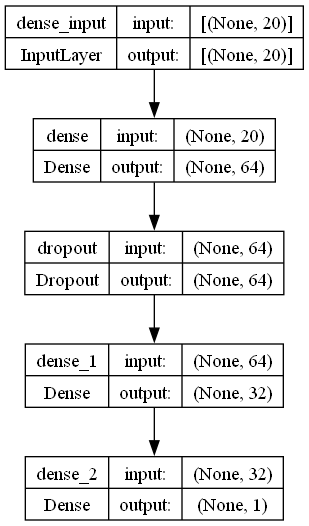 dense_input input: [(None, 20)]
InputLayer output: [(None, 20)]
dense input: (None, 20)
Dense output: (None, 64)
dropout input: (None, 64)
Dropout output: (None, 64)
dense_1 input: (None, 64)
Dense output: (None, 32)
dense_2 input: (None, 32)
Dense output: (None, 1)